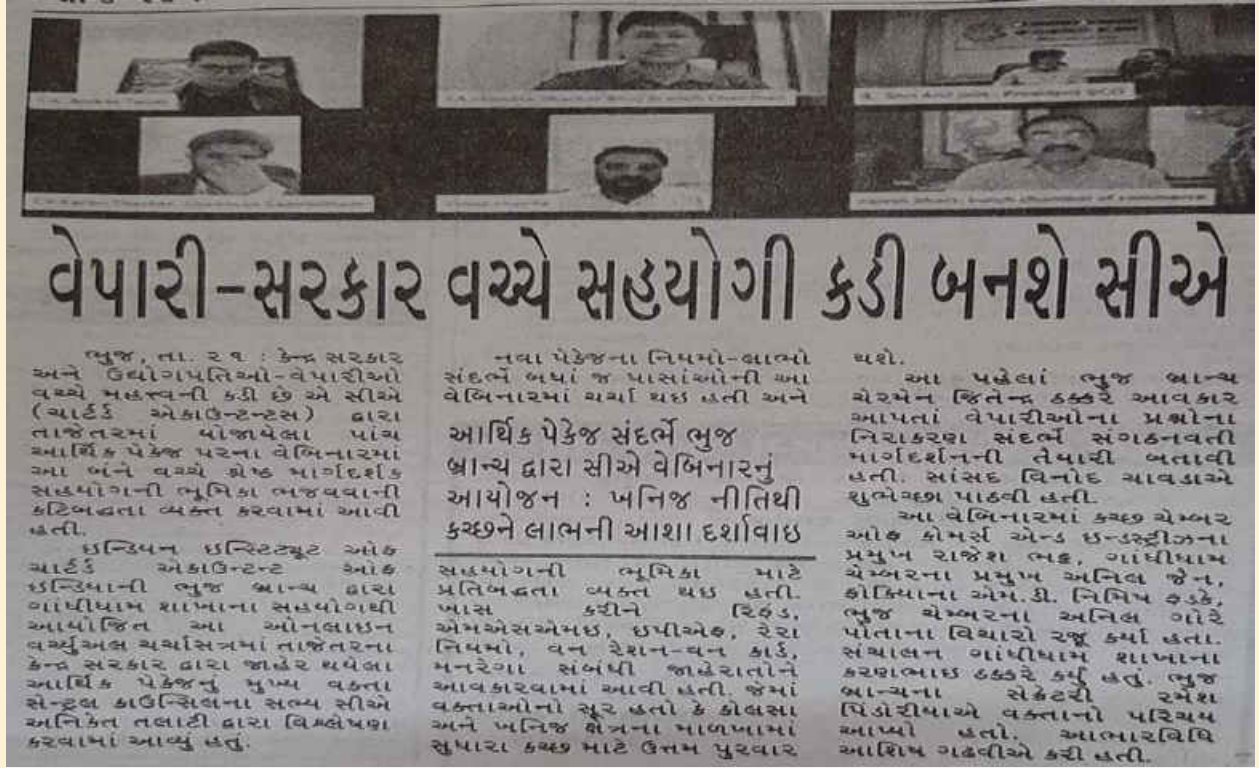 વેપારી-સરકાર વચ્ચે સહયોગી કડી બનશે સીએ
ભુજ, તા. ૨૧ : કેન્દ્ર સરકાર
અને ઉદ્યોગપતિઓ-વેપારીઓ
વચ્ચે મહત્ત્વની કડી છે એ સીએ
(ચાર્ટર્ડ એકાઉન્ટન્ટસ) દ્વારા
તાજેતરમાં યોજાયેલા પાંચ
આર્થિક પેકેજ પરના વેબિનારમાં
આ બંને વચ્ચે શ્રેષ્ઠ માર્ગદર્શક
સહયોગની ભૂમિકા ભજવવાની
કટિબદ્ધતા વ્યક્ત કરવામાં આવી
હતી.
ઇન્ડિયન ઇન્સ્ટિટ્યૂટ ઓફ
ચાર્ટર્ડ એકાઉન્ટન્ટ ઓફ
ઇન્ડિયાની ભુજ બ્રાન્ચ દ્વારા
ગાંધીધામ શાખાના સહયોગથી
આયોજિત આ ઓનલાઇન
વર્ચ્યુઅલ ચર્ચાસત્રમાં તાજેતરના
કેન્દ્ર સરકાર દ્વારા જાહેર થયેલા
આર્થિક પેકેજનું મુખ્ય વક્તા
સેન્ટ્રલ કાઉન્સિલના સભ્ય સીએ
અનિકેત તલાટી દ્વારા વિશ્લેષણ
કરવામાં આવ્યું હતું.
નવા પેકેજના નિયમો-લાભો
સંદર્ભે બધાં જ પાસાંઓની આ
વેબિનારમાં ચર્ચા થઇ હતી અને
આર્થિક પેકેજ સંદર્ભે ભુજ
બ્રાન્ચ દ્વારા સીએ વેબિનારનું
આયોજન : ખનિજ નીતિથી
કચ્છને લાભની આશા દર્શાવાઇ
સહયોગની ભૂમિકા માટે
પ્રતિબદ્ધતા વ્યક્ત થઇ હતી.
ખાસ કરીને રિફંડ,
એમએસએમઇ, ઇપીએફ, રેરા
નિયમો, વન રેશન-વન કાર્ડ,
મનરેગા સંબંધી જાહેરાતોને
આવકારવામાં આવી હતી. જેમાં
વક્તાઓનો સૂર હતો કે કોલસા
અને ખનિજ ક્ષેત્રના માળખામાં
સુધારા કચ્છ માટે ઉત્તમ પુરવાર
થશે.
આ પહેલાં ભુજ બ્રાન્ચ
ચેરમેન જિતેન્દ્ર ઠક્કરે આવકાર
આપતાં વેપારીઓના પ્રશ્નોના
નિરાકરણ સંદર્ભે સંગઠનવતી
માર્ગદર્શનની તૈયારી બતાવી
હતી. સાંસદ વિનોદ ચાવડાએ
શુભેચ્છા પાઠવી હતી.
આ વેબિનારમાં કચ્છ ચેમ્બર
ઓફ કોમર્સ એન્ડ ઇન્ડસ્ટ્રીઝના
પ્રમુખ રાજેશ ભટ્ટ, ગાંધીધામ
ચેમ્બરના પ્રમુખ અનિલ જૈન,
ફોકિયાના એમ.ડી. નિમિષ ફડકે,
ભુજ ચેમ્બરના અનિલ ગોરે
પોતાના વિચારો રજૂ કર્યા હતા.
સંચાલન ગાંધીધામ શાખાના
કરણભાઇ ઠક્કરે કર્યું હતું. ભુજ
બ્રાન્ચના સેક્રેટરી રમેશ
પિંડોરીયાએ વક્તાનો પરિચય
આપ્યો હતો. આભારવિધિ
આશિષ ગઢવીએ કરી હતી.